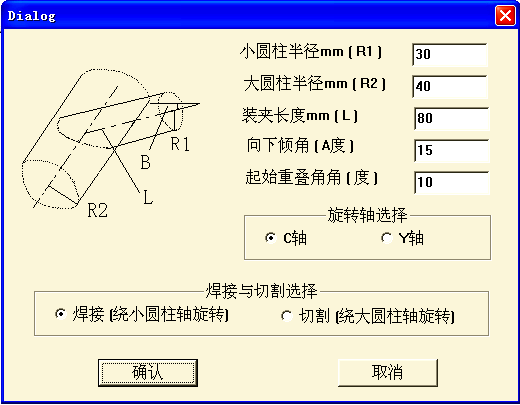 Dialog
小圆柱半径mm ( R1 ) 30
大圆柱半径mm ( R2 ) 40
装夹长度mm ( L ) 80
向下倾角 ( A度 ) 15
起始重叠角角 ( 度 ) 10
R1
B
L
R2
旋转轴选择
C轴 Y轴
焊接与切割选择
焊接 (绕小圆柱轴旋转) 切割 (绕大圆柱轴旋转)
确认 取消